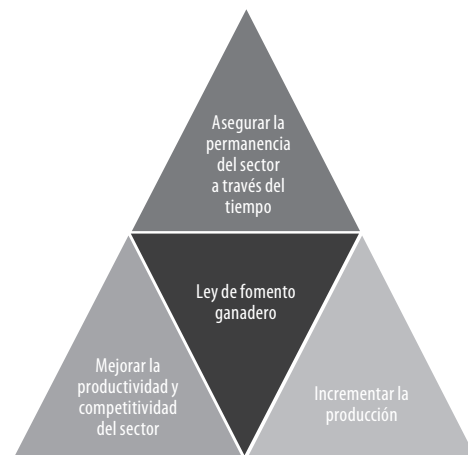 Asegurar la
permanencia
del sector
a través del
tiempo
Ley de fomento
ganadero
Mejorar la
productividad y
competitividad
del sector
Incrementar la
producción